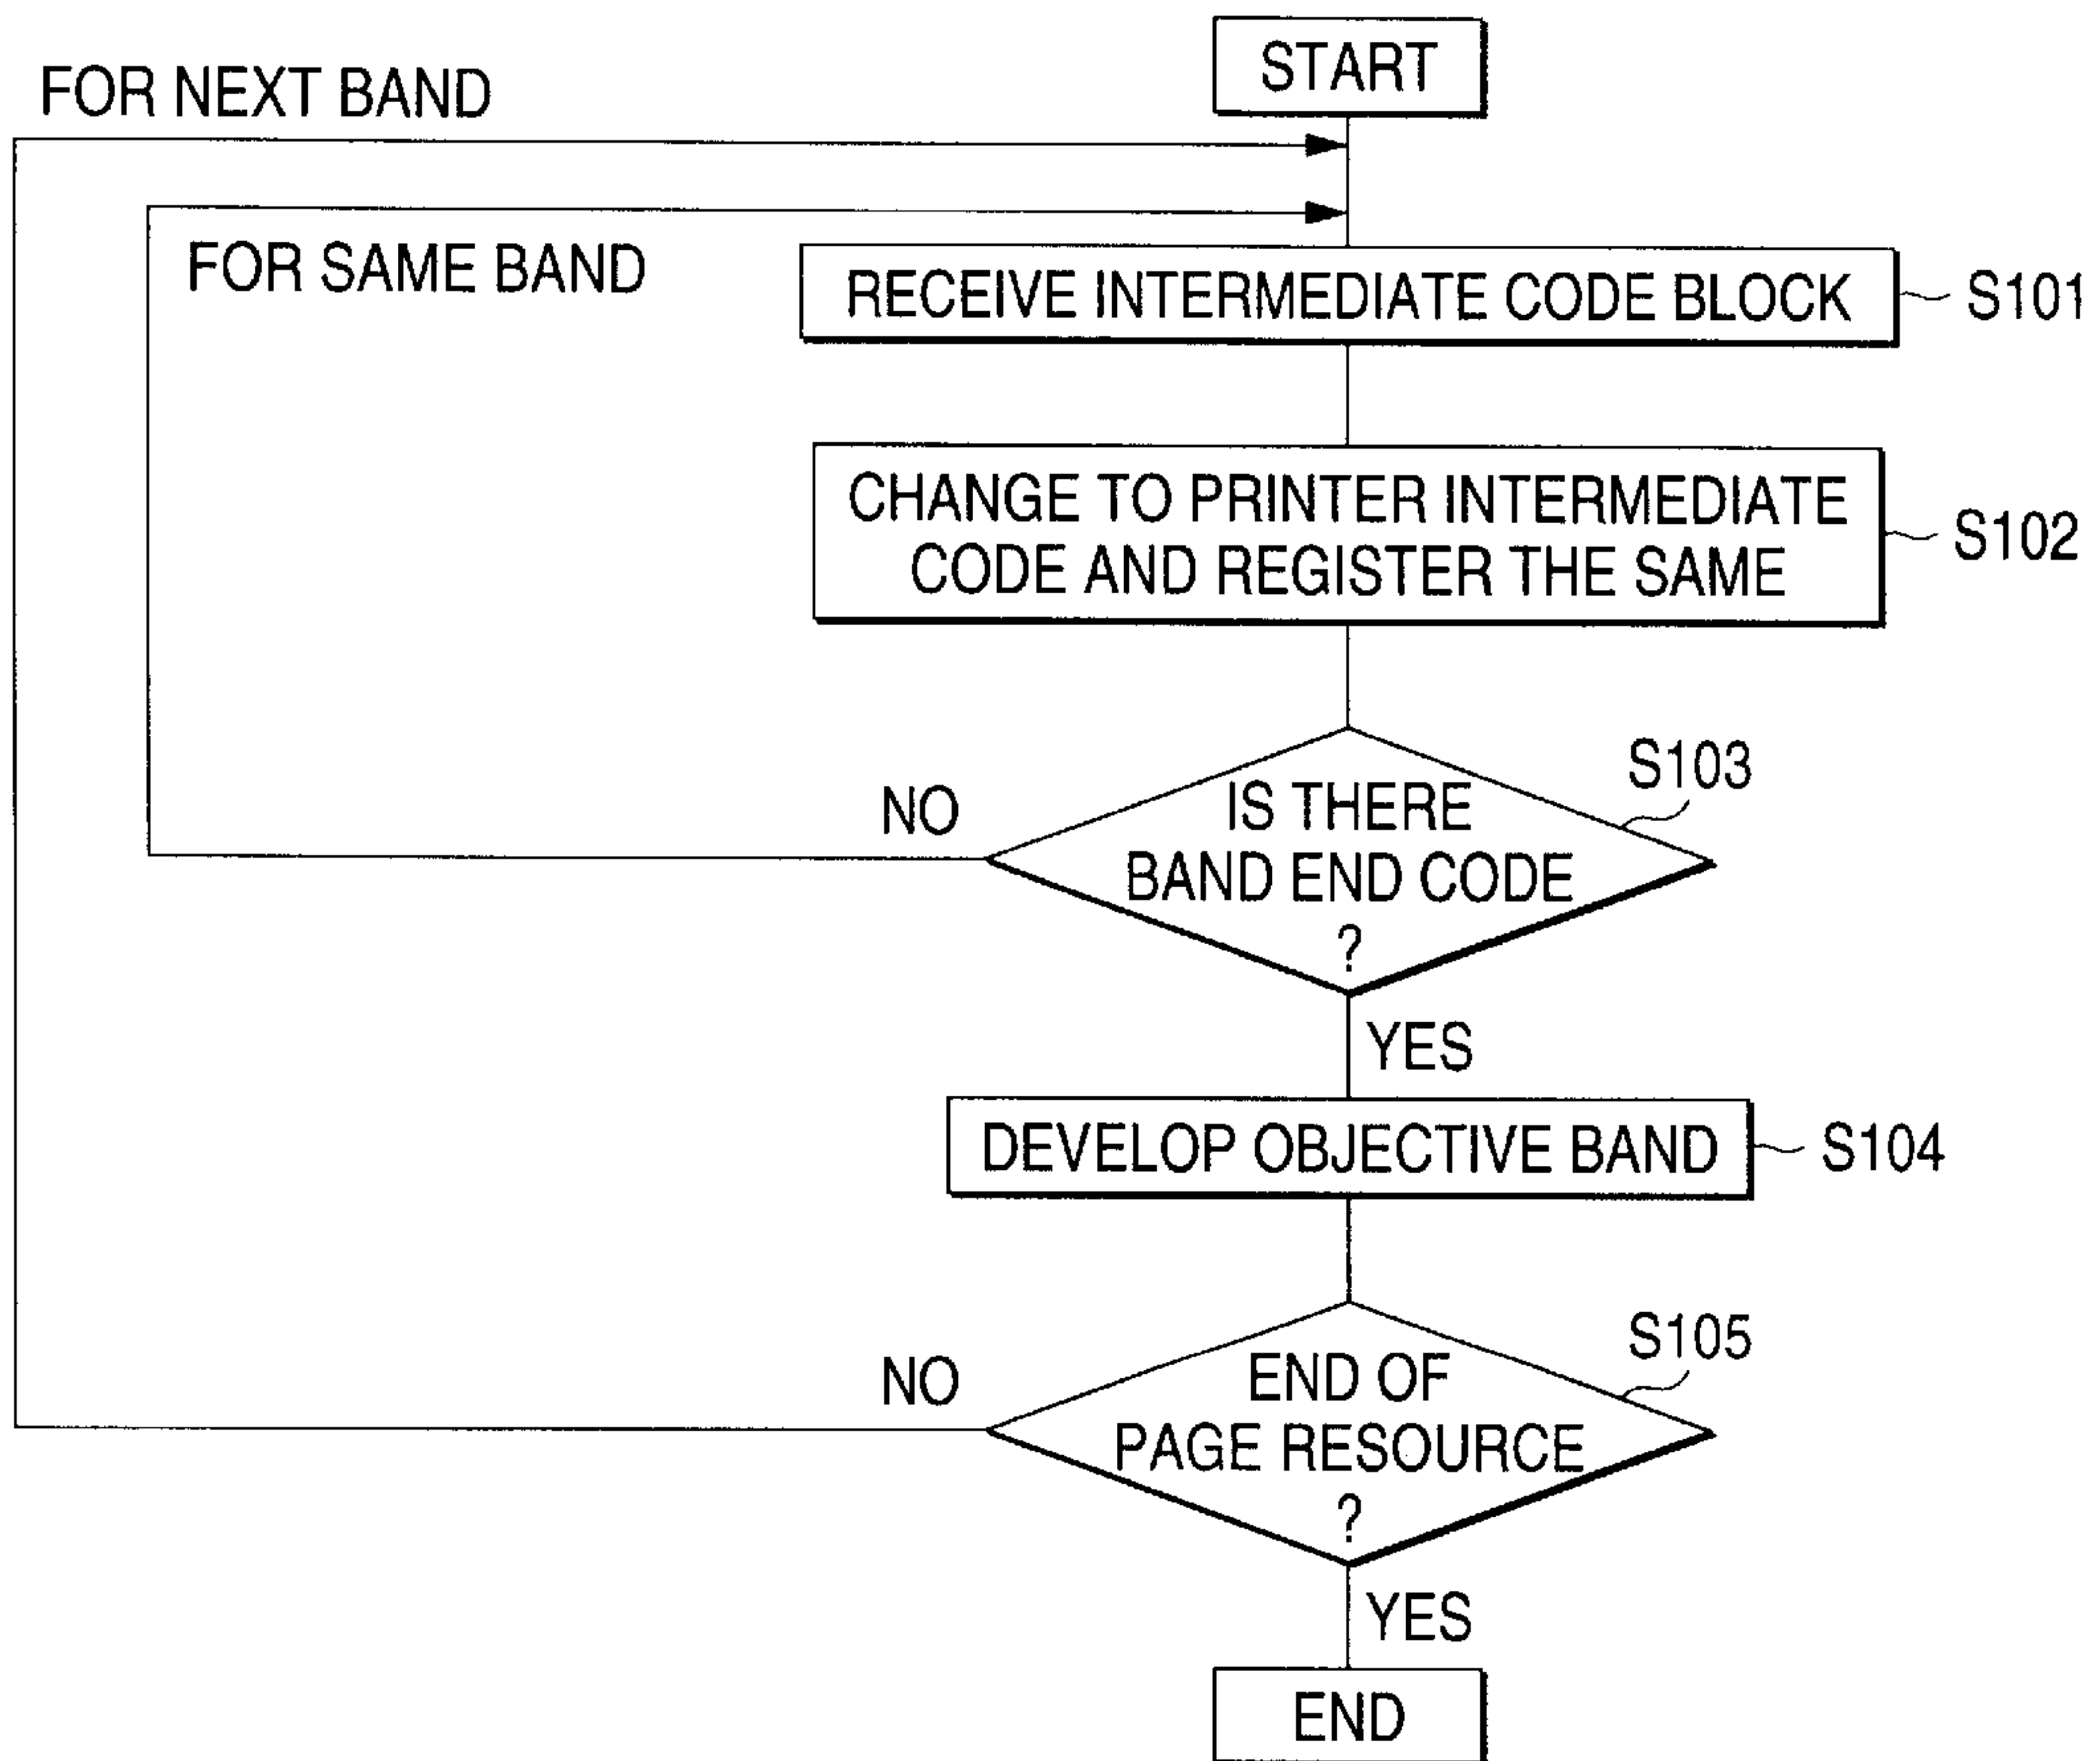 START
FOR NEXT BAND
FOR SAME BAND
RECEIVE INTERMEDIATE CODE BLOCK
S101
CHANGE TO PRINTER INTERMEDIATE
CODE AND REGISTER THE SAME
S102
S103
IS THERE
BAND END CODE
?
NO
YES
DEVELOP OBJECTIVE BAND
S104
S105
END OF
PAGE RESOURCE
?
NO
YES
END